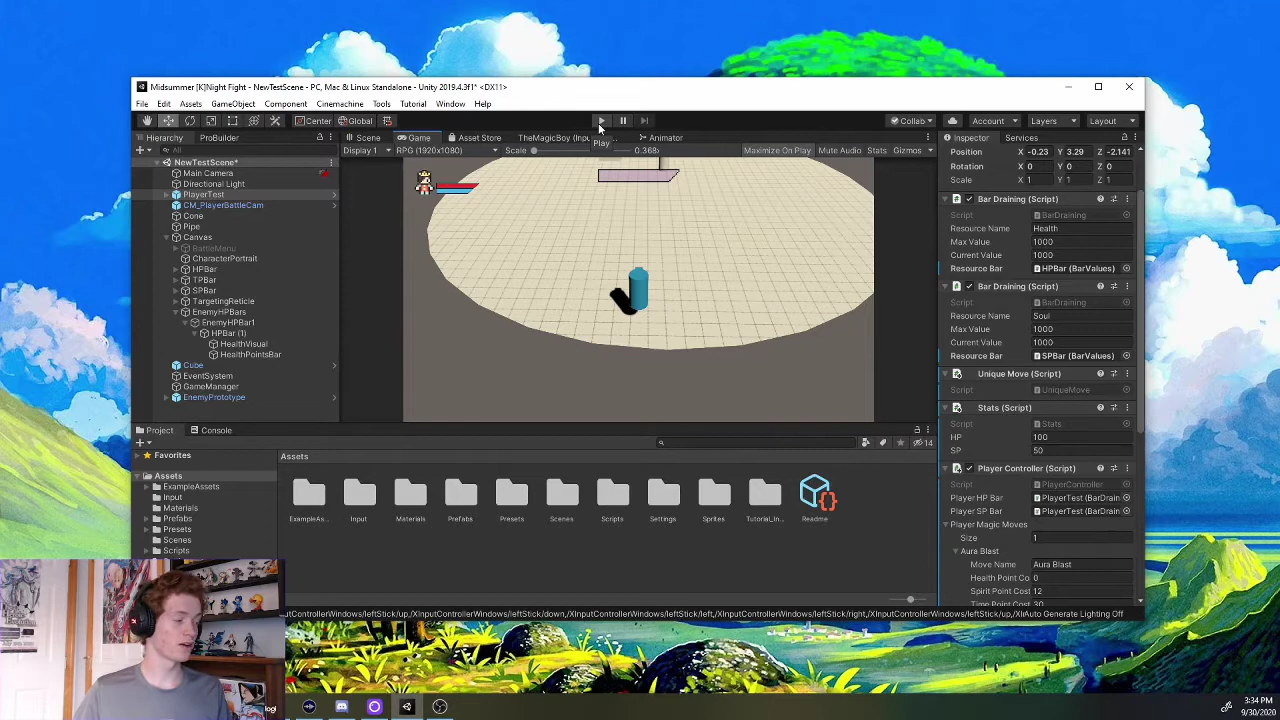 Midsummer [K]Night Fight - NewTestScene - PC, Mac & Linux Standalone - Unity 2019.4.3f1* <DX11>
File Edit Assets GameObject Component Cinemachine Tools Tutorial Window Help
Center Global Collab Account Layers Layout
Hierarchy ProBuilder Scene Game Asset Store TheMagicBoy (Inpu Animator Inspector Services
All Display 1 RPG (1920x1080) Scale 0.368x Maximize On Play Mute Audio Stats Gizmos
Play
NewTestScene*
Main Camera
Directional Light
PlayerTest
CM_PlayerBattleCam
Cone
Pipe
Canvas
BattleMenu
CharacterPortrait
HPBar
TPBar
SPBar
TargetingReticle
EnemyHPBars
EnemyHPBar1
HPBar (1)
HealthVisual
HealthPointsBar
Cube
EventSystem
GameManager
EnemyPrototype
Position X -0.23 Y 3.29 Z -2.141
Rotation X 0 Y 0 Z 0
Scale X 1 Y 1 Z 1
Bar Draining (Script)
Script BarDraining
Resource Name Health
Max Value 1000
Current Value 1000
Resource Bar HPBar (BarValues)
Bar Draining (Script)
Script BarDraining
Resource Name Soul
Max Value 1000
Current Value 1000
Resource Bar SPBar (BarValues)
Unique Move (Script)
Script UniqueMove
Stats (Script)
Script Stats
HP 100
SP 50
Player Controller (Script)
Script PlayerController
Player HP Bar PlayerTest (BarDrain
Player SP Bar PlayerTest (BarDrain
Player Magic Moves
Size 1
Aura Blast
Move Name Aura Blast
Health Point Co 0
Spirit Point Cost 12
Time Point Cost 30
Project Console
14
Favorites
Assets
ExampleAssets
Input
Materials
Prefabs
Presets
Scenes
Scripts
Assets
ExampleAs... Input Materials Prefabs Presets Scenes Scripts Settings Sprites Tutorial_In... Readme
utControllerWindows/leftStick/up,/XInputControllerWindows/leftStick/down,/XInputControllerWindows/leftStick/left,/XInputControllerWindows/leftStick/right,/XInputControllerWindows/leftStick/up,/XI Auto Generate Lighting Off
3:34 PM
9/30/2020